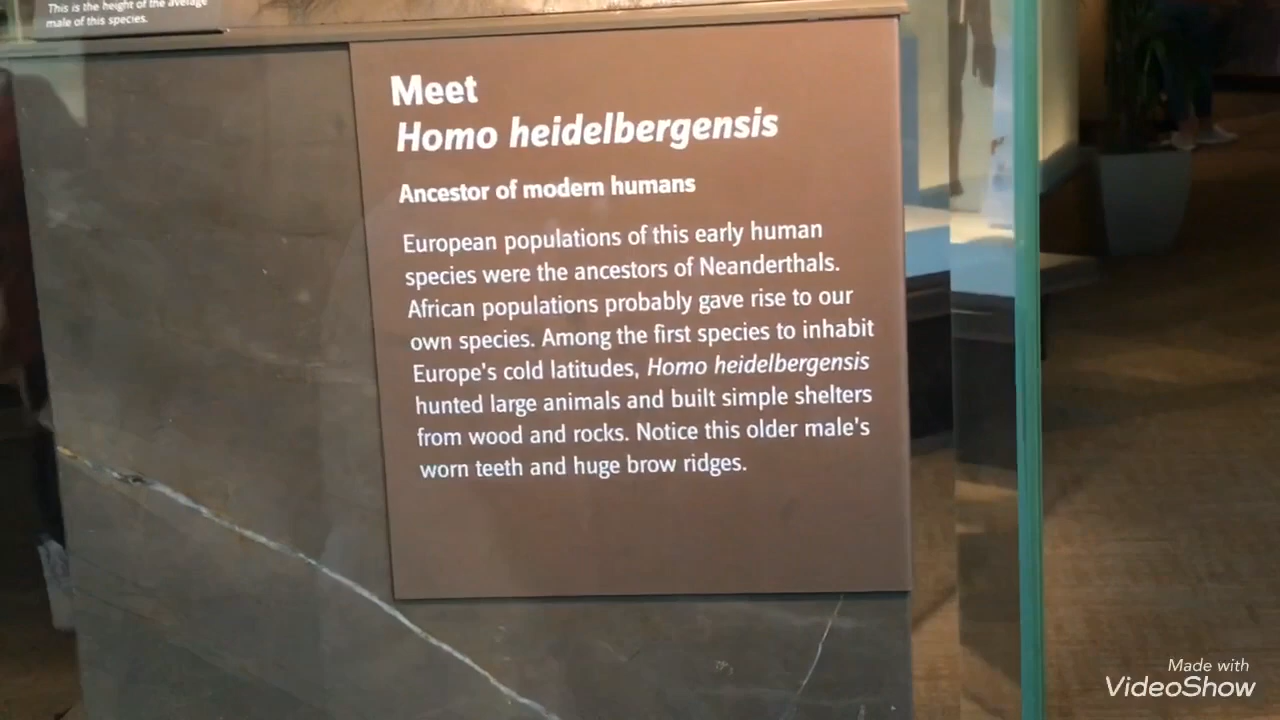 This is the height of the average
male of this species.
Meet
Homo heidelbergensis
Ancestor of modern humans
European populations of this early human
species were the ancestors of Neanderthals.
African populations probably gave rise to our
own species. Among the first species to inhabit
Europe's cold latitudes, Homo heidelbergensis
hunted large animals and built simple shelters
from wood and rocks. Notice this older male's
worn teeth and huge brow ridges.
Made with
VideoShow